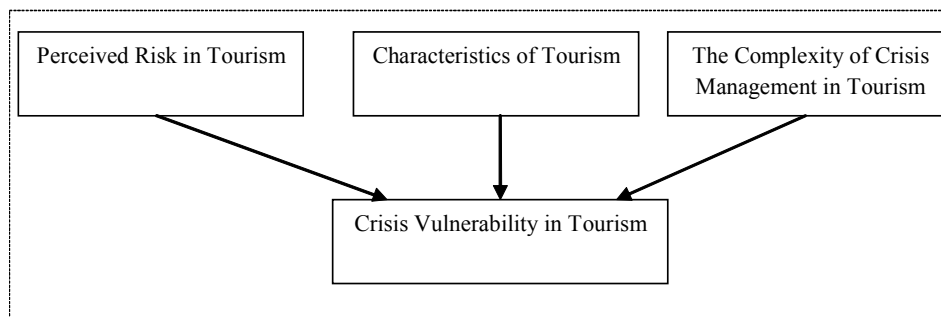 Perceived Risk in Tourism
Characteristics of Tourism
The Complexity of Crisis
Management in Tourism
Crisis Vulnerability in Tourism